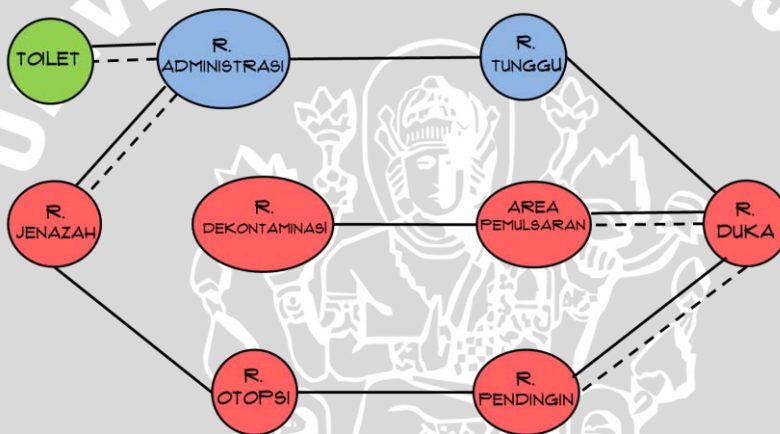 TOILET
R.
ADMINISTRASI
R.
TUNGGU
R.
JENAZAH
R.
DEKONTAMINASI
AREA
PEMULSARAN
R.
DUKA
R.
OTOPSI
R.
PENDINGIN